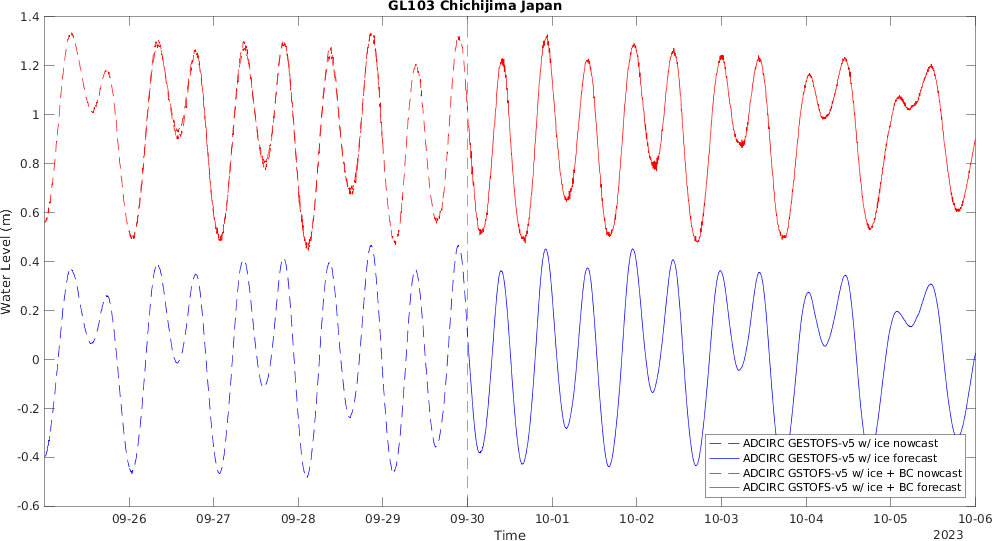 GL103 Chichijima Japan
1.4
1.2
1
0.8
0.6
0.4
0.2
0
-0.2
-0.4
-0.6
Water Level (m)
ADCIRC GESTOFS-v5 w/ ice nowcast
ADCIRC GESTOFS-v5 w/ ice forecast
ADCIRC GSTOFS-v5 w/ ice + BC nowcast
ADCIRC GSTOFS-v5 w/ ice + BC forecast
09-26 09-27 09-28 09-29 09-30 10-01 10-02 10-03 10-04 10-05 10-06
Time
2023